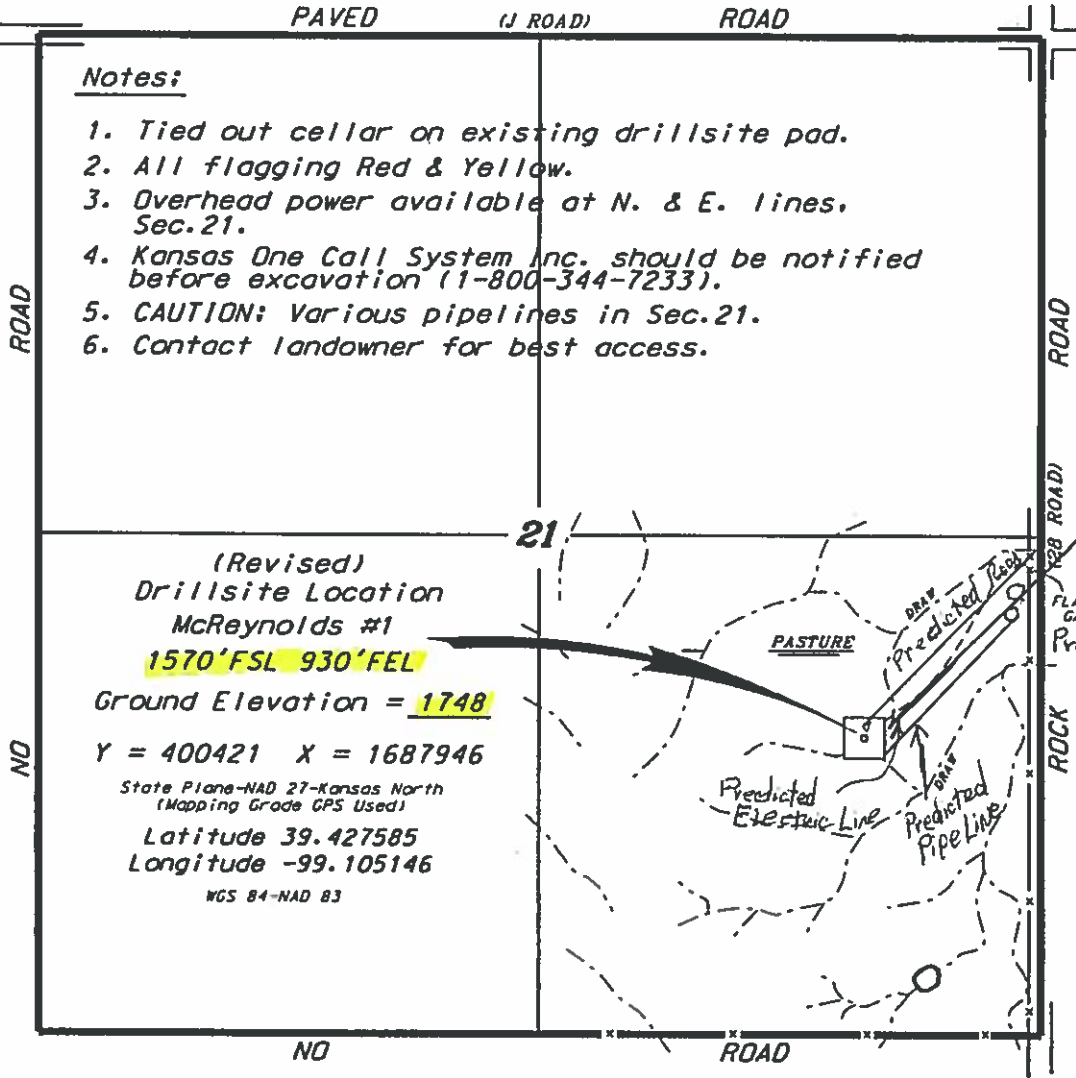 PAVED (J ROAD) ROAD
Notes:
1. Tied out cellar on existing drillsite pad.
2. All flagging Red & Yellow.
3. Overhead power available at N. & E. lines,
Sec.21.
4. Kansas One Call System Inc. should be notified
before excavation (1-800-344-7233).
5. CAUTION: Various pipelines in Sec.21.
6. Contact landowner for best access.
ROAD
NO
ROAD
(28 ROAD)
ROCK
21
(Revised)
Drillsite Location
McReynolds #1
1570'FSL 930'FEL
Ground Elevation = 1748
Y = 400421 X = 1687946
State Plane-NAD 27-Kansas North
(Mapping Grade GPS Used)
Latitude 39.427585
Longitude -99.105146
WGS 84-NAD 83
DRAW
Predicted Road
PASTURE
Predicted
Electric Line
DRAW
Predicted
Pipe Line
NO ROAD